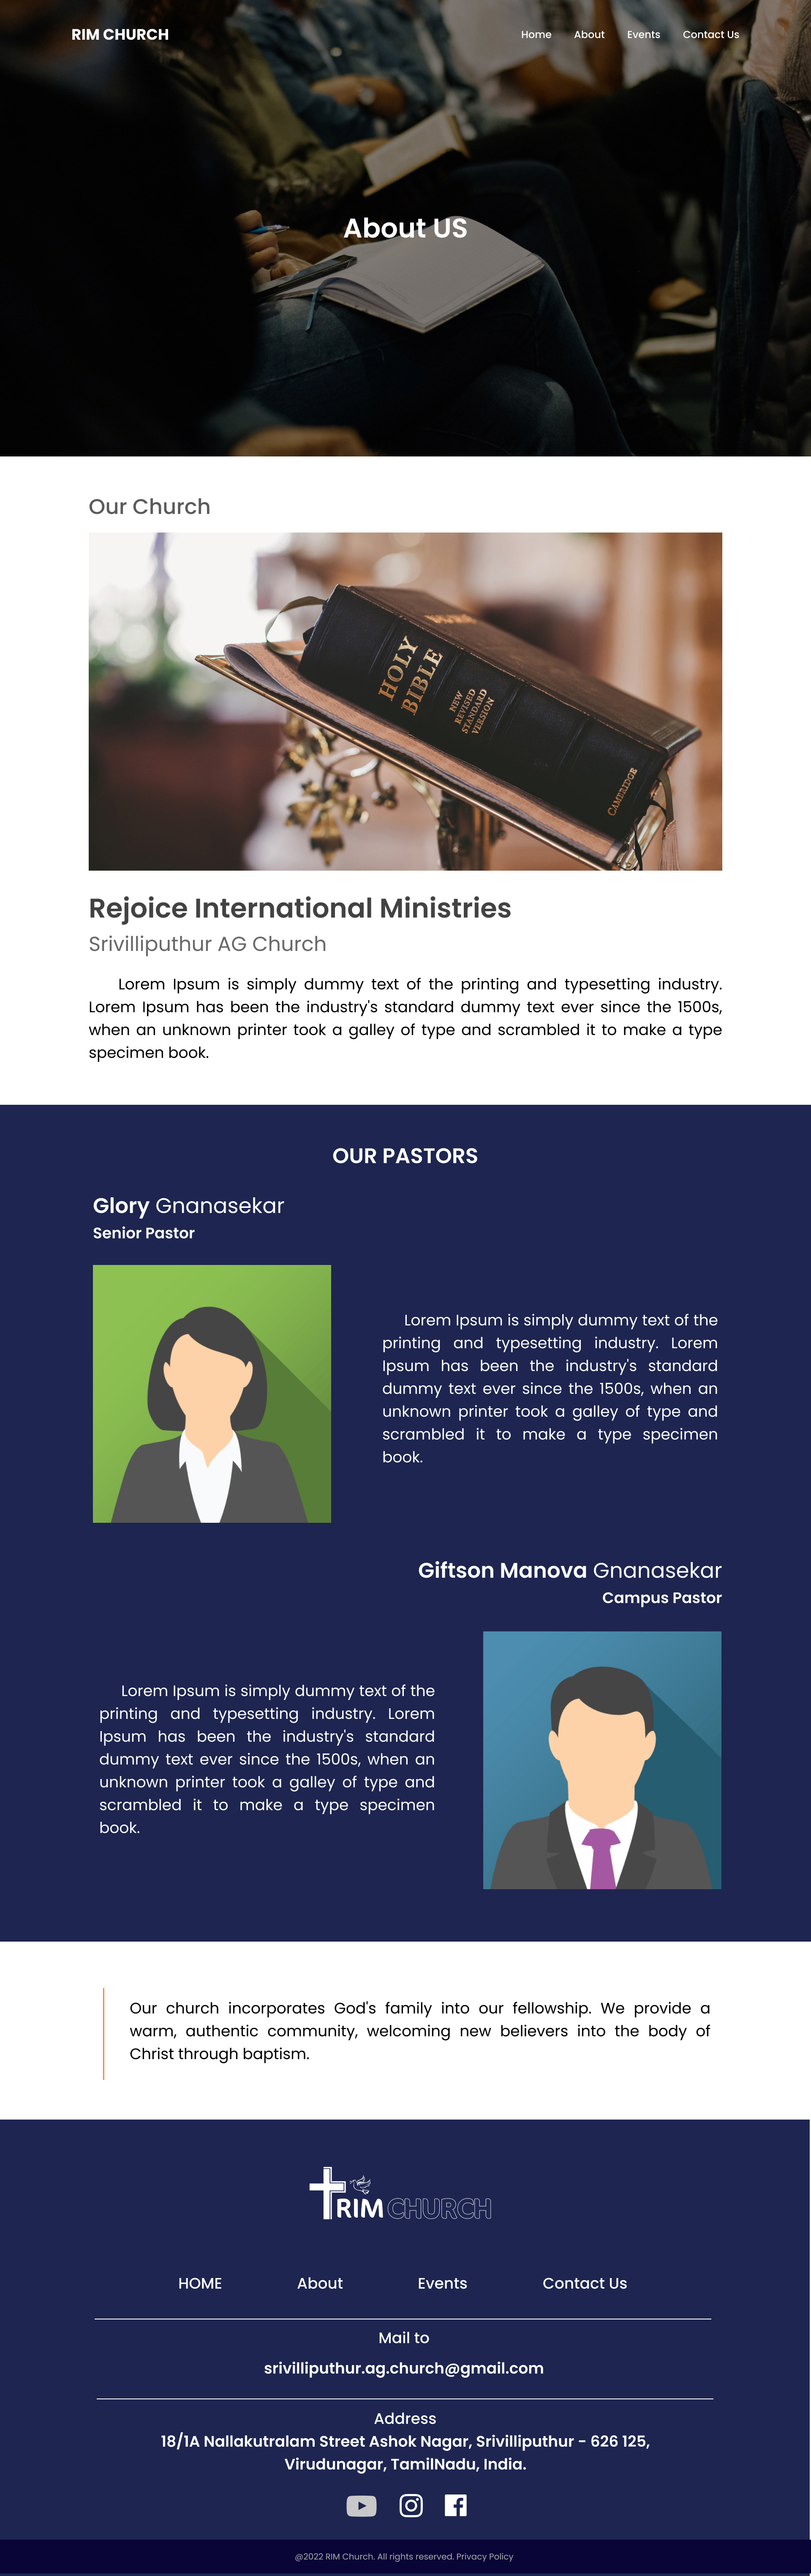 RIM CHURCH
Home About Events Contact Us
About US
Our Church
HOLY
BIBLE
NEW
REVISED
STANDARD
VERSION
CAMBRIDGE
Rejoice International Ministries
Srivilliputhur AG Church
Lorem Ipsum is simply dummy text of the printing and typesetting industry.
Lorem Ipsum has been the industry's standard dummy text ever since the 1500s,
when an unknown printer took a galley of type and scrambled it to make a type
specimen book.
OUR PASTORS
Glory Gnanasekar
Senior Pastor
Lorem Ipsum is simply dummy text of the
printing and typesetting industry. Lorem
Ipsum has been the industry's standard
dummy text ever since the 1500s, when an
unknown printer took a galley of type and
scrambled it to make a type specimen
book.
Giftson Manova Gnanasekar
Campus Pastor
Lorem Ipsum is simply dummy text of the
printing and typesetting industry. Lorem
Ipsum has been the industry's standard
dummy text ever since the 1500s, when an
unknown printer took a galley of type and
scrambled it to make a type specimen
book.
Our church incorporates God's family into our fellowship. We provide a
warm, authentic community, welcoming new believers into the body of
Christ through baptism.
RIM CHURCH
HOME About Events Contact Us
Mail to
srivilliputhur.ag.church@gmail.com
Address
18/1A Nallakutralam Street Ashok Nagar, Srivilliputhur - 626 125,
Virudunagar, TamilNadu, India.
@2022 RIM Church. All rights reserved. Privacy Policy